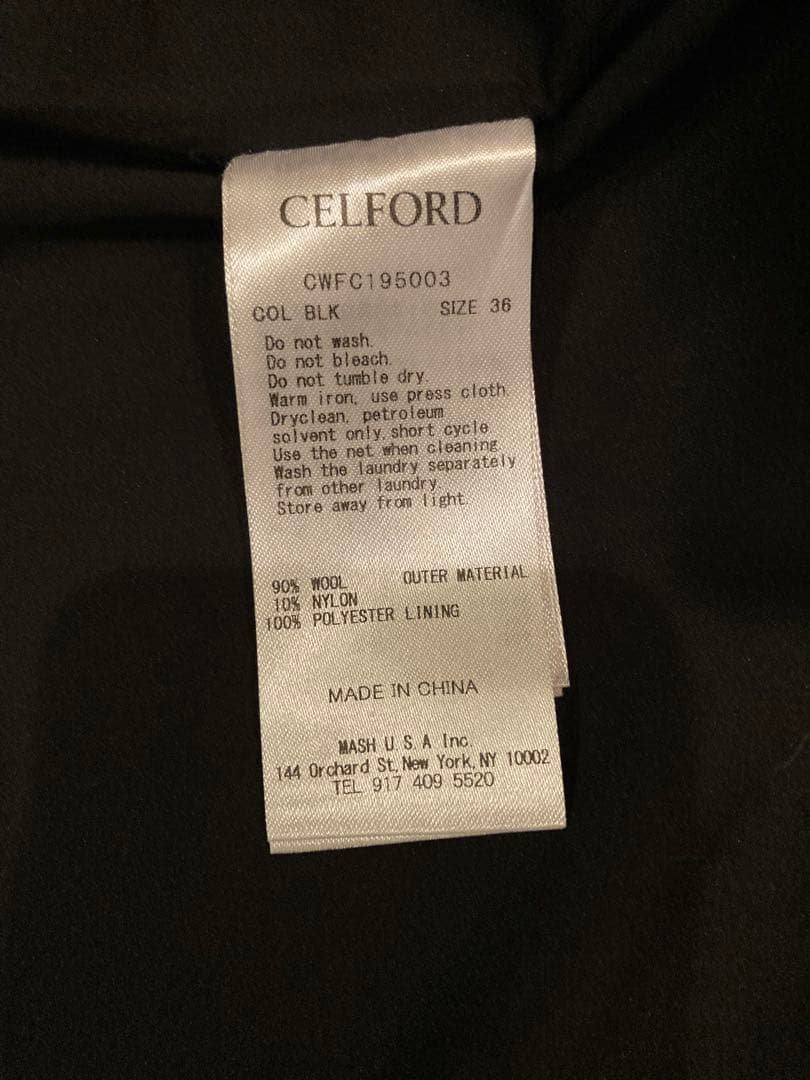 CELFORD
CWFC195003
COL BLK SIZE 36
Do not wash.
Do not bleach.
Do not tumble dry.
Warm iron, use press cloth.
Dryclean, petroleum
solvent only, short cycle.
Use the net when cleaning.
Wash the laundry separately
from other laundry.
Store away from light.
90% WOOL OUTER MATERIAL
10% NYLON
100% POLYESTER LINING
MADE IN CHINA
MASH U.S.A Inc.
144 Orchard St, New York, NY 10002
TEL 917 409 5520